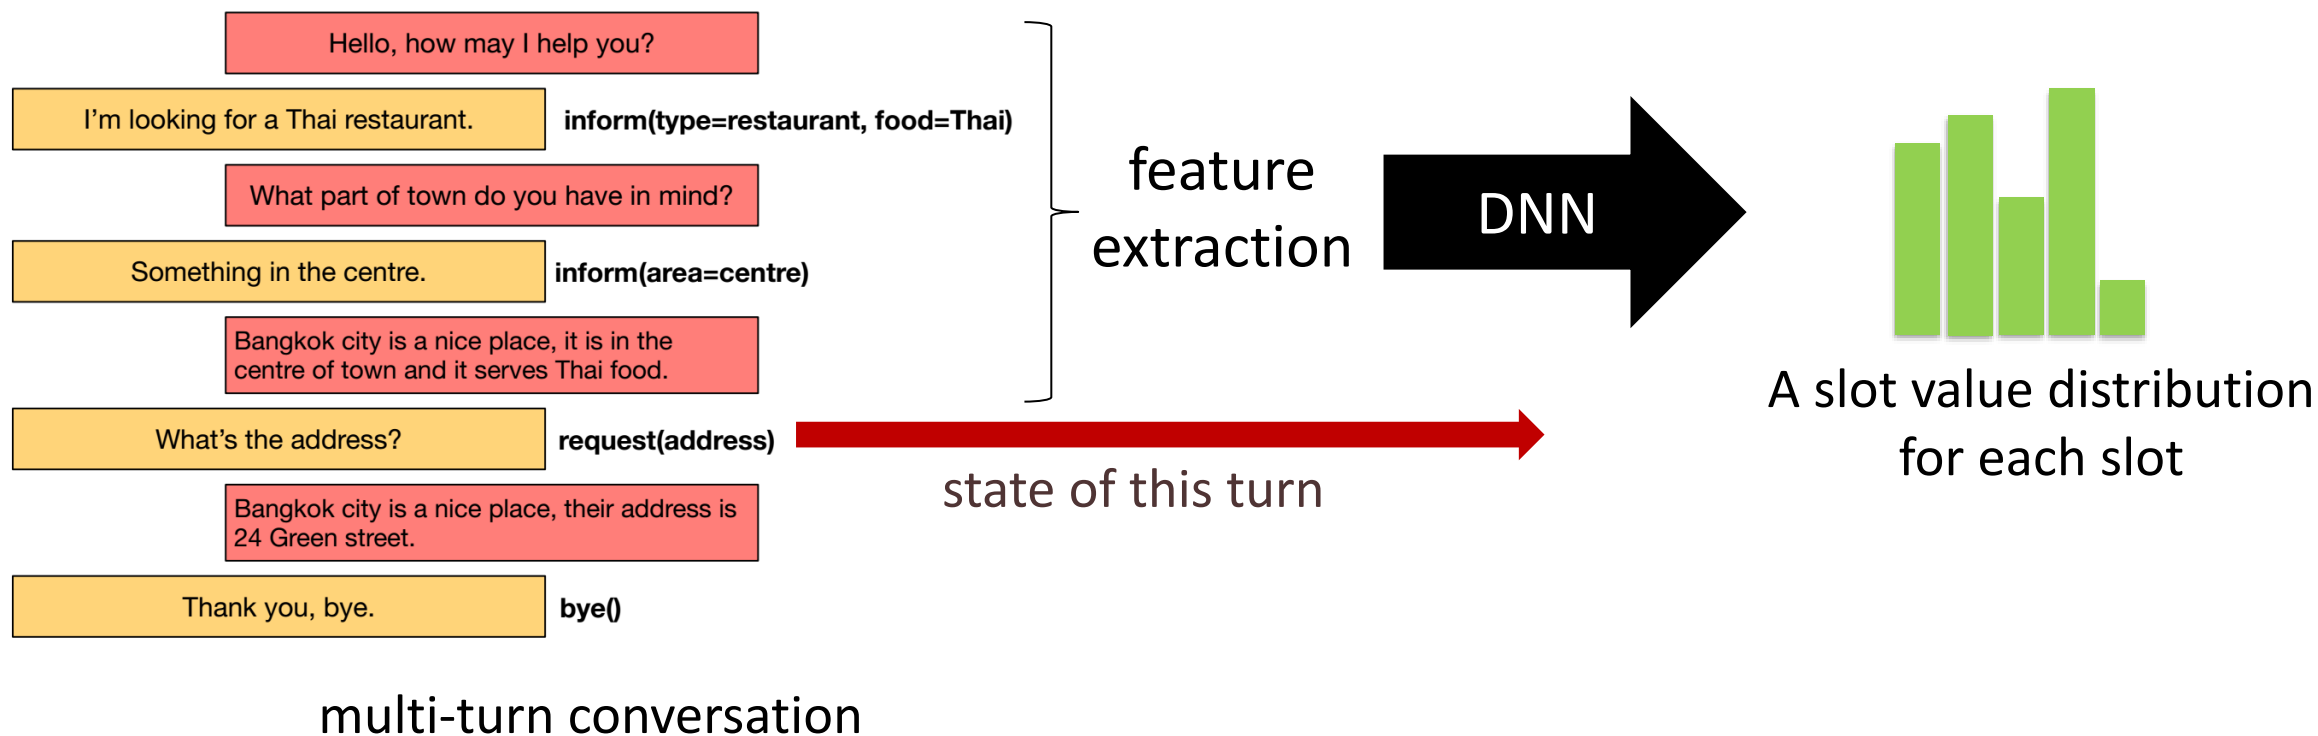 Hello, how may I help you?
I'm looking for a Thai restaurant.
inform(type=restaurant, food=Thai)
What part of town do you have in mind?
Something in the centre.
inform(area=centre)
Bangkok city is a nice place, it is in the
centre of town and it serves Thai food.
What's the address?
request(address)
Bangkok city is a nice place, their address is
24 Green street.
Thank you, bye.
bye()
multi-turn conversation
feature
extraction
DNN
state of this turn
A slot value distribution
for each slot